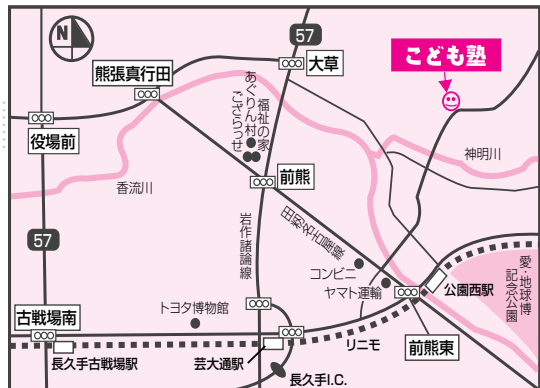 N
57
大草
こども塾
熊張真行田
福祉の家
あぐりん村
ござらっせ
役場前
神明川
香流川
前熊
岩作諸論線
田籾名古屋線
57
コンビニ
ヤマト運輸
愛・地球博
記念公園
公園西駅
トヨタ博物館
古戦場南
リニモ
前熊東
長久手古戦場駅
芸大通駅
長久手I.C.